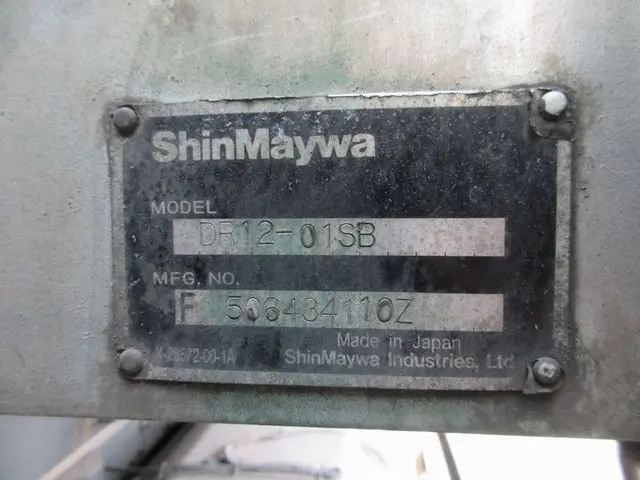 ShinMaywa
MODEL
DR12-01SB
MFG. NO.
F 506434110Z
Made in Japan
ShinMaywa Industries, Ltd